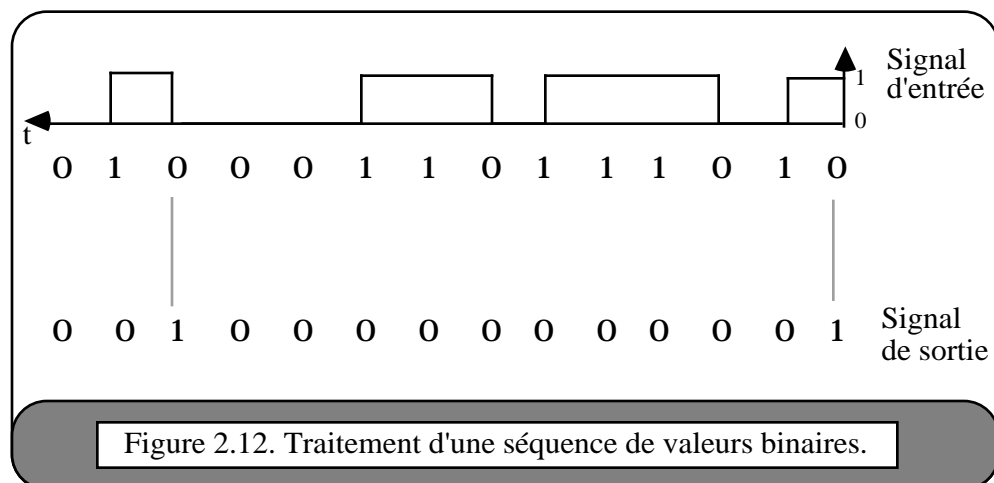 Signal
d'entrée
1
0
t
0 1 0 0 0 1 1 0 1 1 1 0 1 0
0 0 1 0 0 0 0 0 0 0 0 0 0 1
Signal
de sortie
Figure 2.12. Traitement d'une séquence de valeurs binaires.